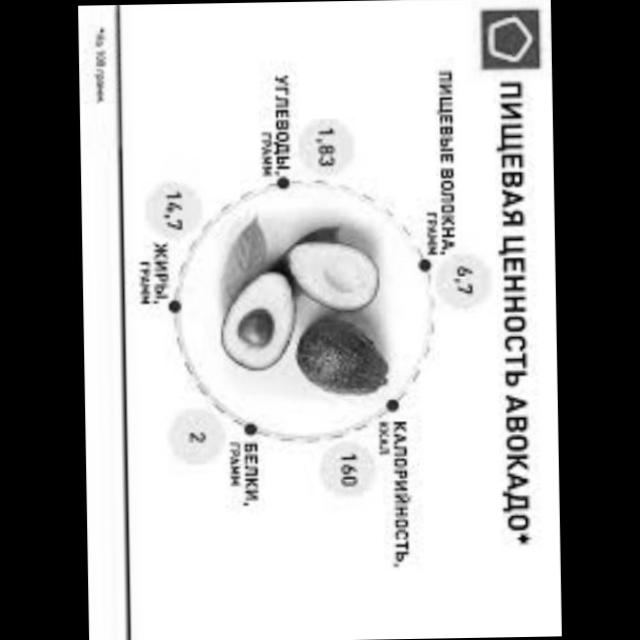 ПИЩЕВАЯ ЦЕННОСТЬ АВОКАДО*
6,7
ПИЩЕВЫЕ ВОЛОКНА,
ГРАММ
КАЛОРИЙНОСТЬ,
ККАЛ
160
1,83
УГЛЕВОДЫ,
ГРАММ
БЕЛКИ,
ГРАММ
2
14,7
ЖИРЫ,
ГРАММ
*На 100 грамм.